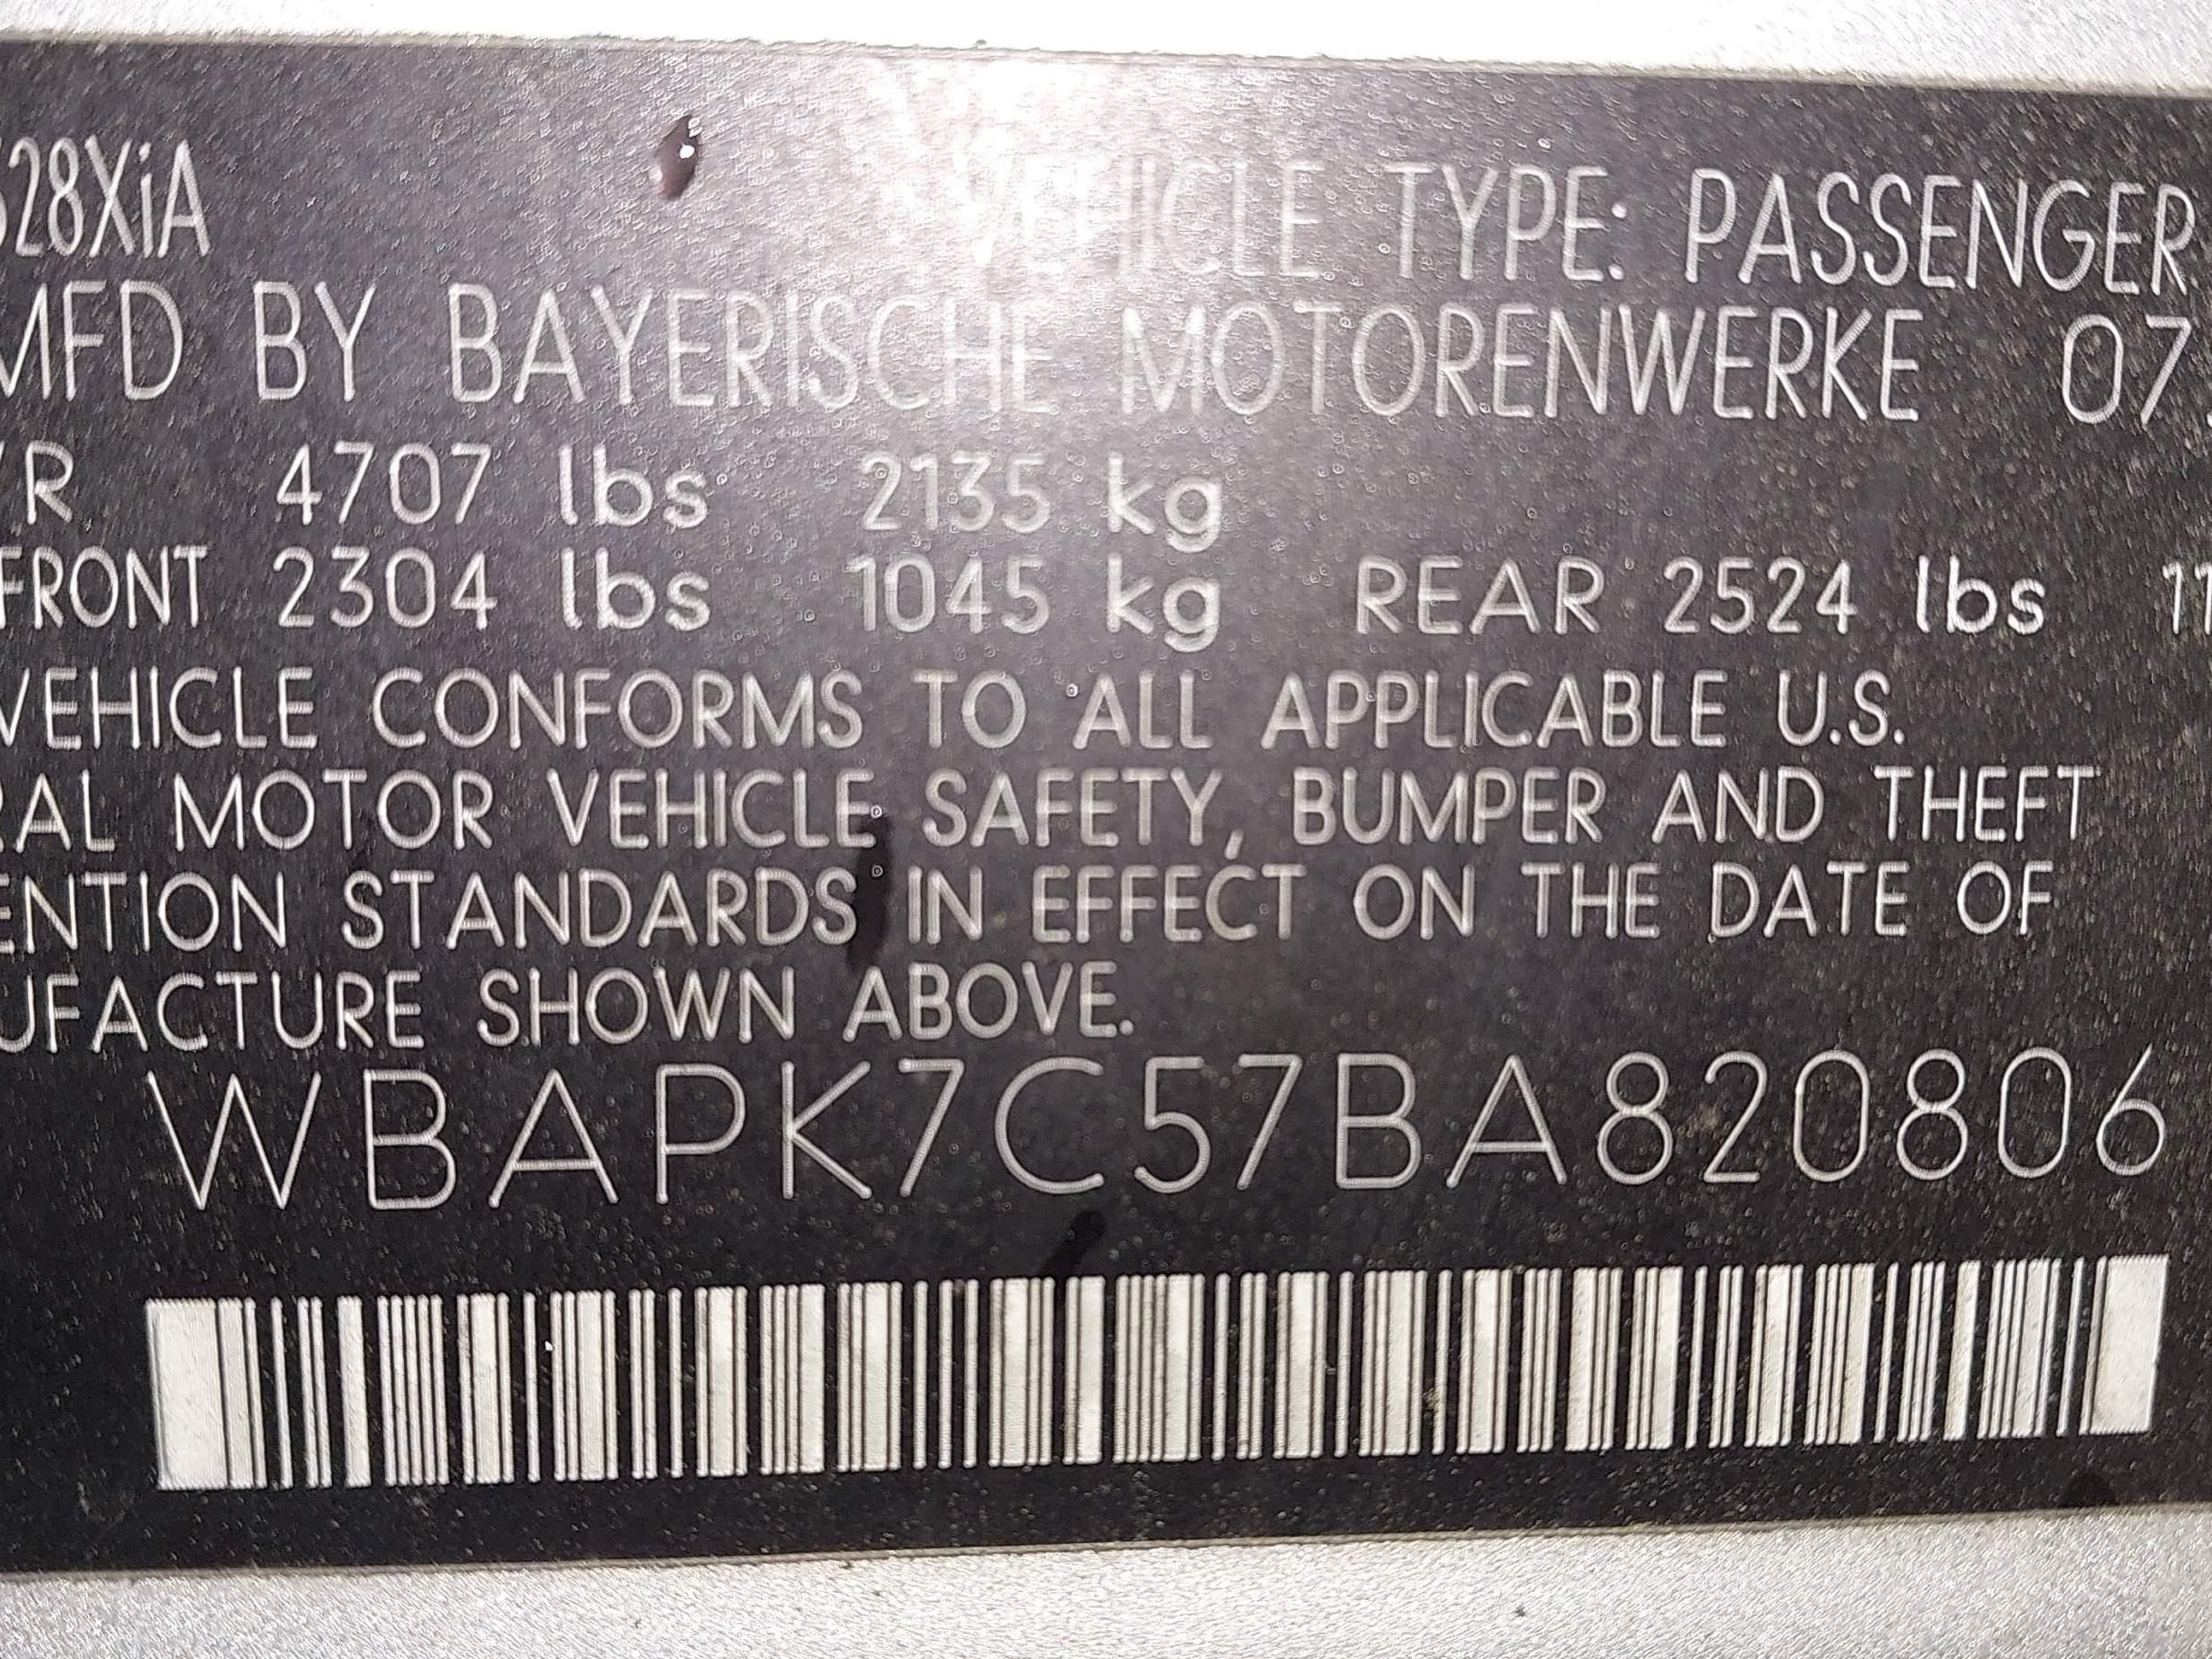 328XiA VEHICLE TYPE: PASSENGER
MFD BY BAYERISCHE MOTORENWERKE 07
R 4707 lbs 2135 kg
FRONT 2304 lbs 1045 kg REAR 2524 lbs 11
VEHICLE CONFORMS TO ALL APPLICABLE U.S.
RAL MOTOR VEHICLE SAFETY, BUMPER AND THEFT
ENTION STANDARDS IN EFFECT ON THE DATE OF
UFACTURE SHOWN ABOVE.
WBAPK7C57BA820806